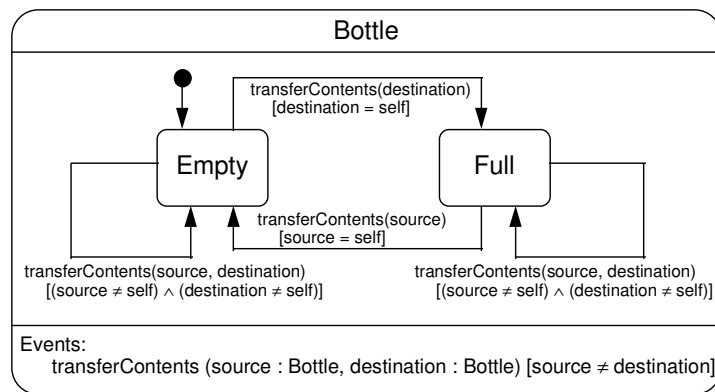 Bottle
transferContents(destination)
[destination = self]
Empty
Full
transferContents(source)
[source = self]
transferContents(source, destination)
[(source ≠ self) ∧ (destination ≠ self)]
transferContents(source, destination)
[(source ≠ self) ∧ (destination ≠ self)]
Events:
transferContents (source : Bottle, destination : Bottle) [source ≠ destination]